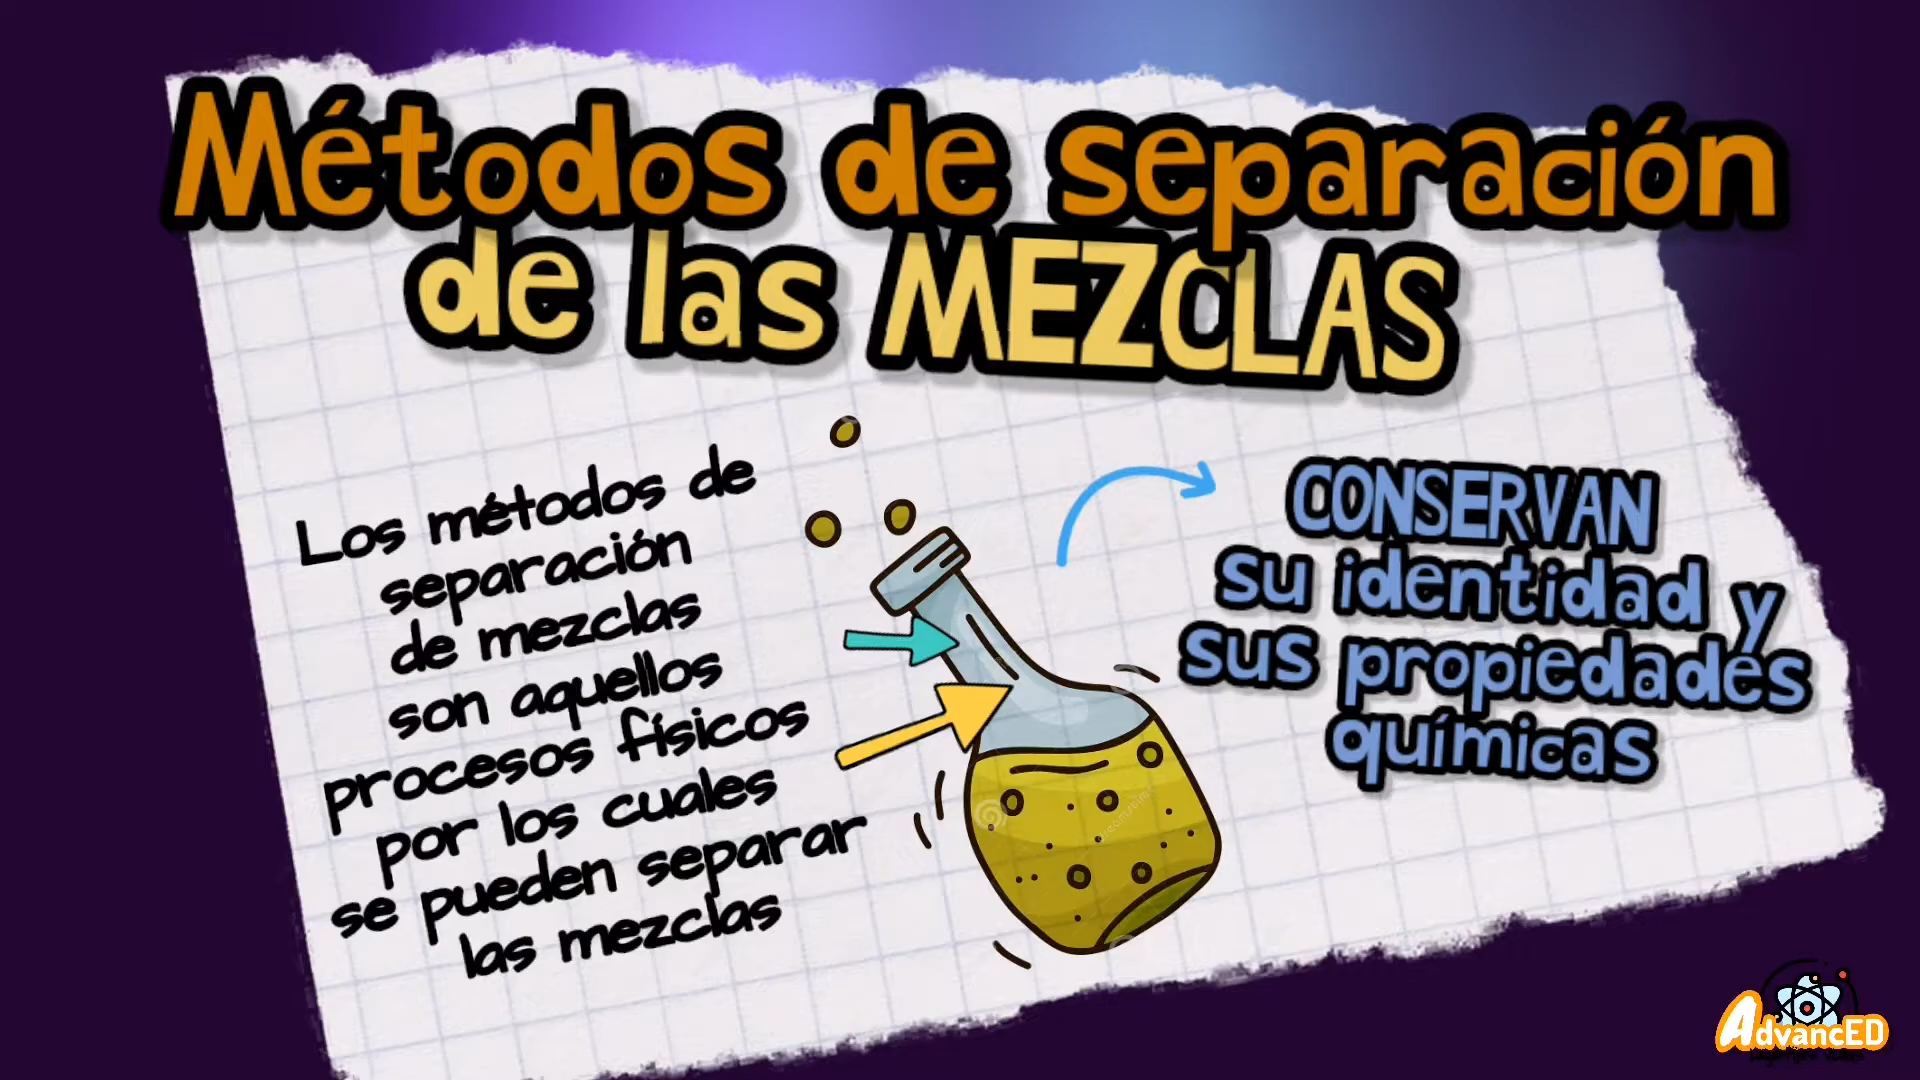 Métodos de separación
de las MEZCLAS
Los métodos de
separación
de mezclas
son aquellos
procesos físicos
por los cuales
se pueden separar
las mezclas
CONSERVAN
su identidad y
sus propiedades
químicas
AdvancED